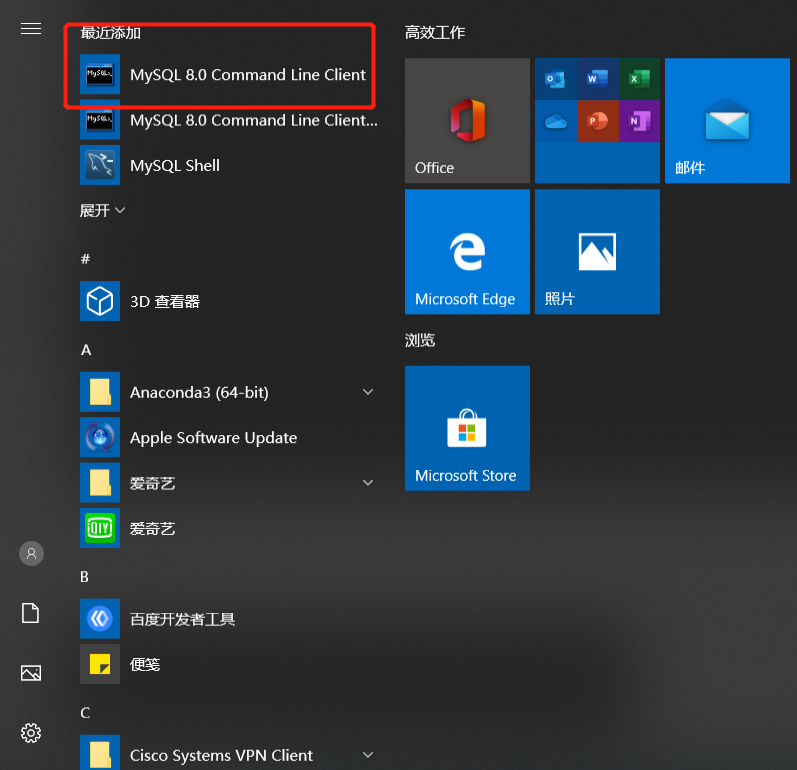 最近添加
MySQL 8.0 Command Line Client
MySQL 8.0 Command Line Client...
MySQL Shell
展开
#
3D 查看器
A
Anaconda3 (64-bit)
Apple Software Update
爱奇艺
爱奇艺
B
百度开发者工具
便笺
C
Cisco Systems VPN Client
高效工作
Office
邮件
Microsoft Edge
照片
浏览
Microsoft Store